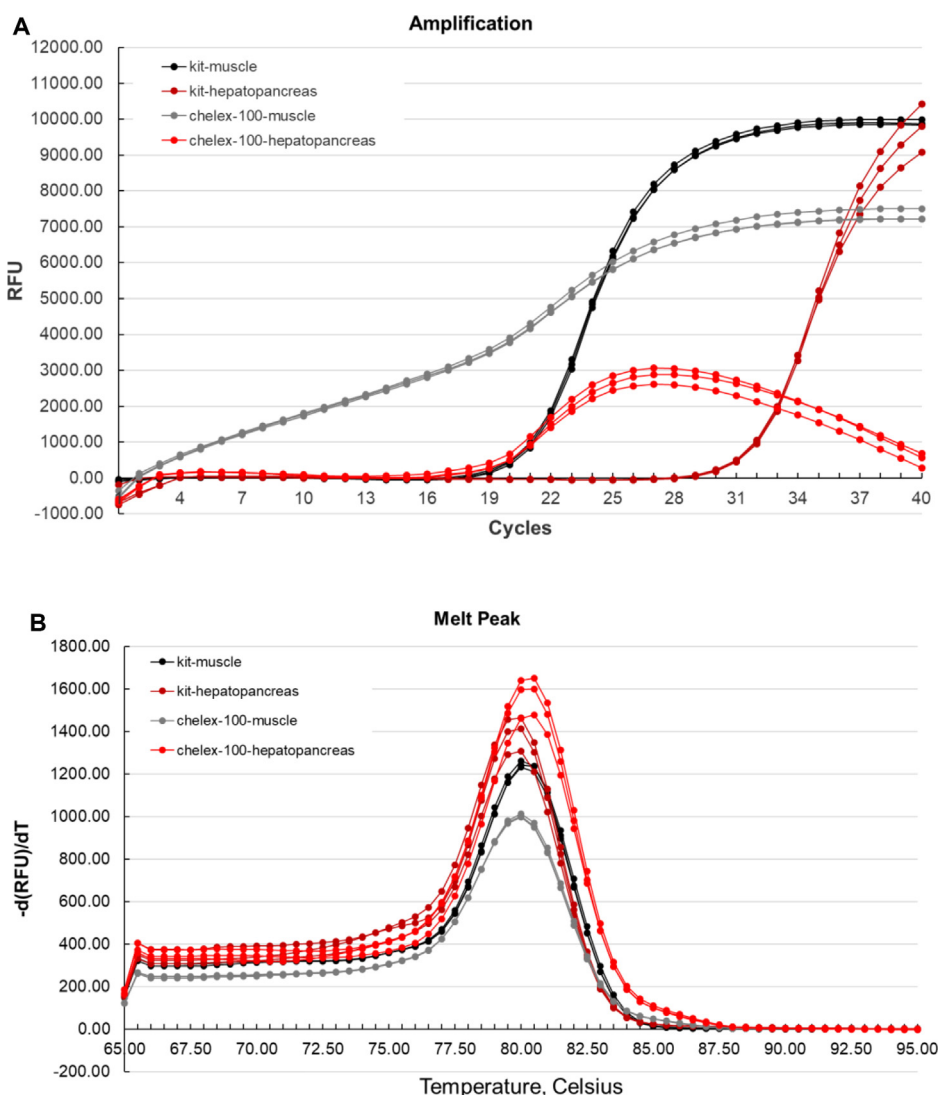 A
Amplification
12000.00
11000.00
10000.00
9000.00
8000.00
7000.00
6000.00
5000.00
4000.00
3000.00
2000.00
1000.00
0.00
-1000.00
RFU
kit-muscle
kit-hepatopancreas
chelex-100-muscle
chelex-100-hepatopancreas
4 7 10 13 16 19 22 25 28 31 34 37 40
Cycles
B
Melt Peak
1800.00
1600.00
1400.00
1200.00
1000.00
800.00
600.00
400.00
200.00
0.00
-200.00
-d(RFU)/dT
kit-muscle
kit-hepatopancreas
chelex-100-muscle
chelex-100-hepatopancreas
65.00 67.50 70.00 72.50 75.00 77.50 80.00 82.50 85.00 87.50 90.00 92.50 95.00
Temperature, Celsius